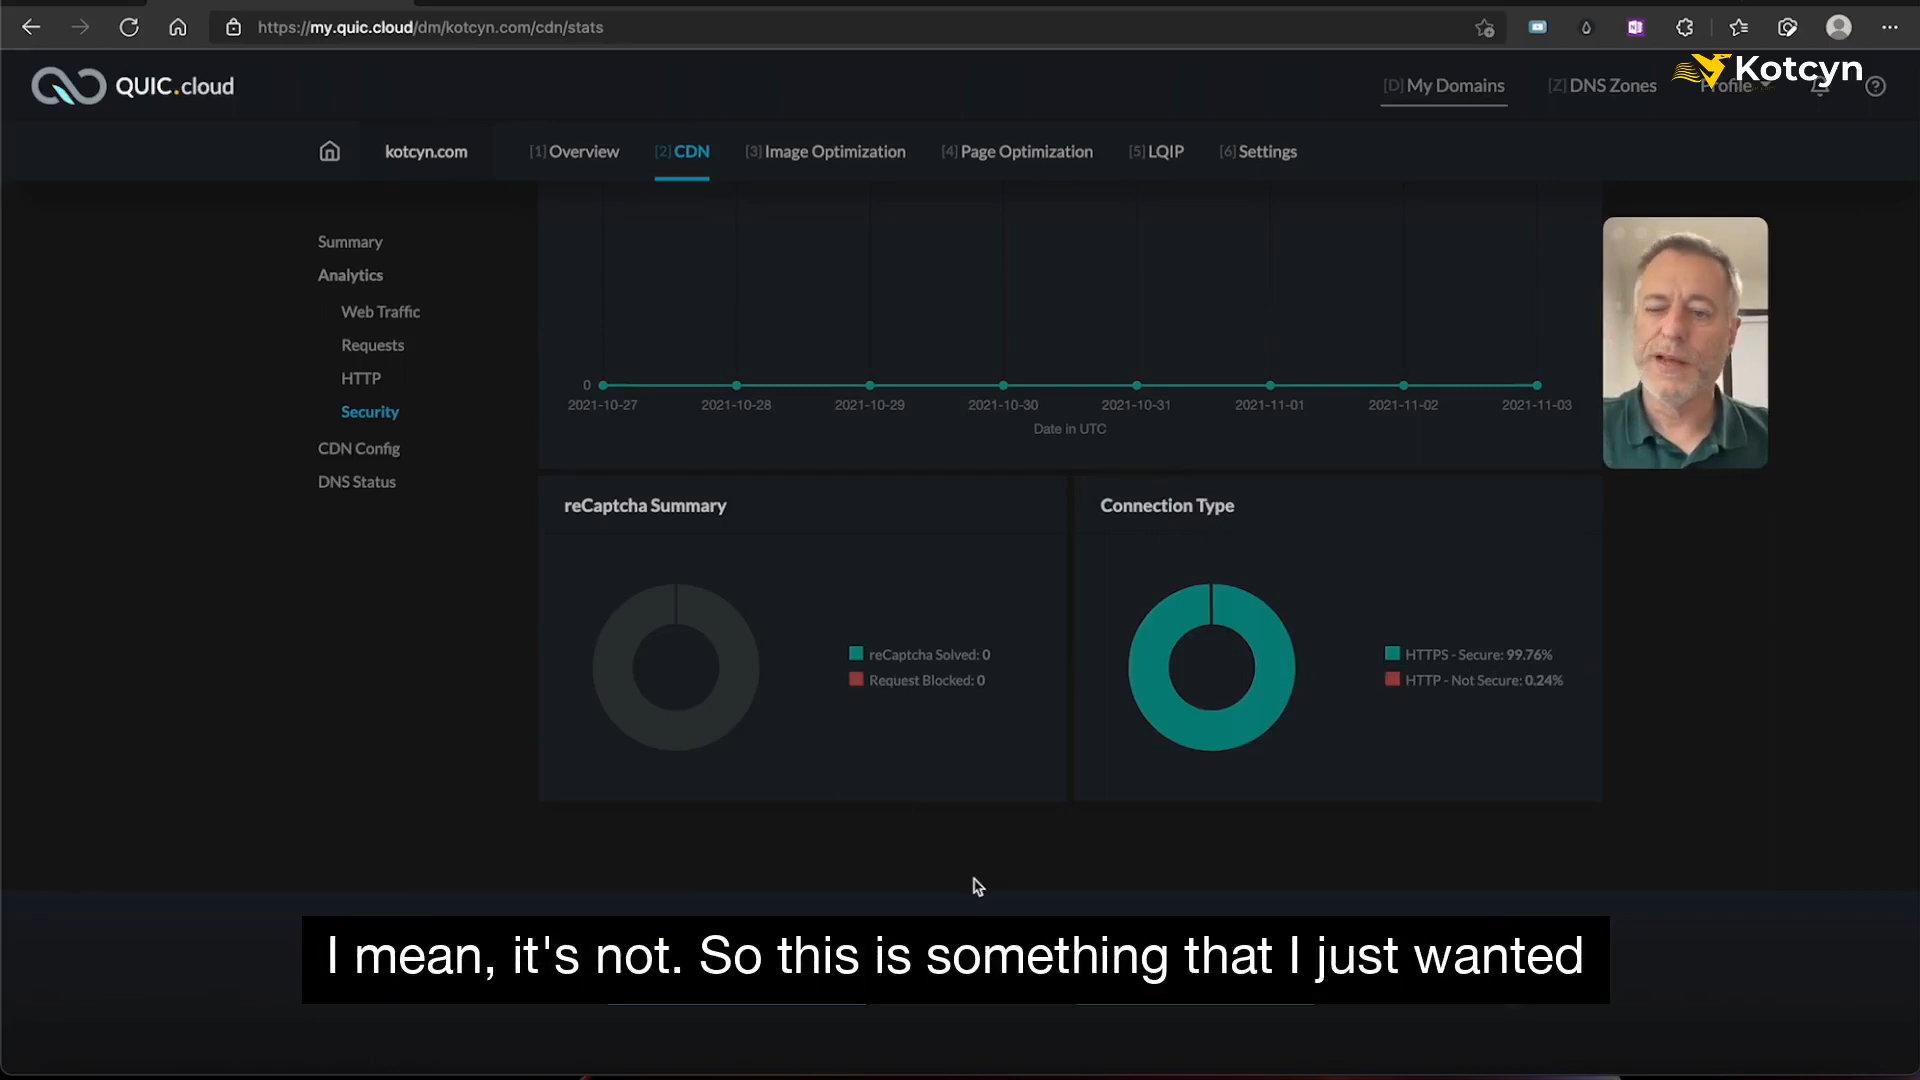 https://my.quic.cloud/dm/kotcyn.com/cdn/stats
QUIC.cloud
[D] My Domains
[Z] DNS Zones
Profile
Kotcyn
kotcyn.com
[1] Overview
[2] CDN
[3] Image Optimization
[4] Page Optimization
[5] LQIP
[6] Settings
Summary
Analytics
Web Traffic
Requests
HTTP
Security
CDN Config
DNS Status
0
2021-10-27 2021-10-28 2021-10-29 2021-10-30 2021-10-31 2021-11-01 2021-11-02 2021-11-03
Date in UTC
reCaptcha Summary
reCaptcha Solved: 0
Request Blocked: 0
Connection Type
HTTPS - Secure: 99.76%
HTTP - Not Secure: 0.24%
I mean, it's not. So this is something that I just wanted